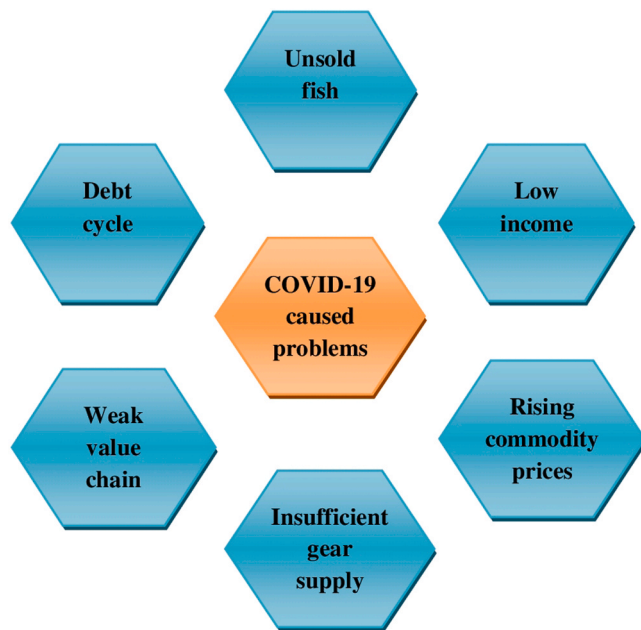 Unsold
fish
Debt
cycle
Low
income
COVID-19
caused
problems
Weak
value
chain
Rising
commodity
prices
Insufficient
gear
supply